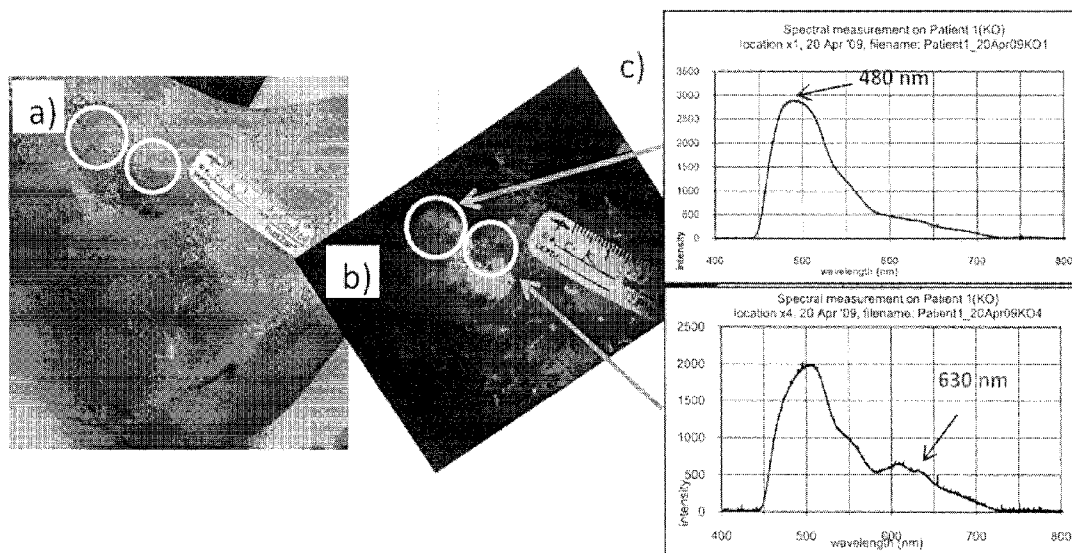 a)
b)
c)
Spectral measurement on Patient 1(KO)
location x1, 20 Apr '09, filename: Patient1_20Apr09KO1
480 nm
3500
3000
2500
2000
1500
1000
500
0
intensity
400 500 600 700 800
wavelength (nm)
Spectral measurement on Patient 1(KO)
location x4, 20 Apr '09, filename: Patient1_20Apr09KO4
630 nm
2500
2000
1500
1000
500
0
intensity
400 500 600 700 800
wavelength (nm)